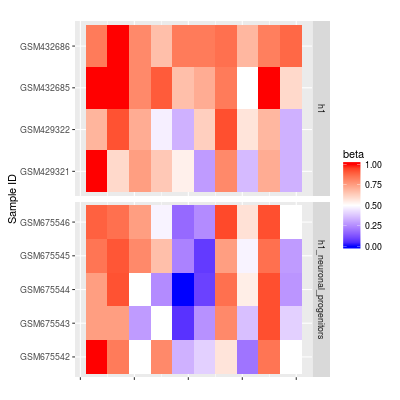 GSM432686
GSM432685
GSM429322
GSM429321
h1
GSM675546
GSM675545
GSM675544
GSM675543
GSM675542
h1_neuronal_progenitors
Sample ID
beta
1.00
0.75
0.50
0.25
0.00